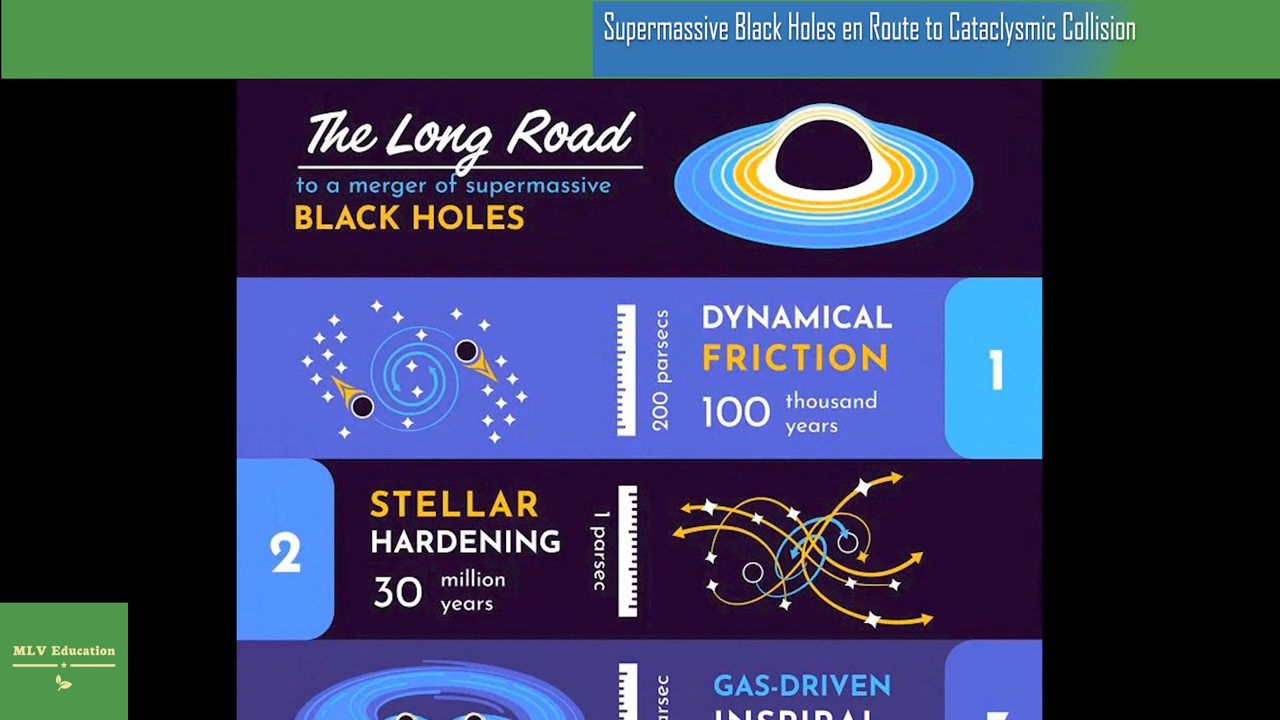 Supermassive Black Holes en Route to Cataclysmic Collision
The Long Road
to a merger of supermassive
BLACK HOLES
200 parsecs
DYNAMICAL
FRICTION
100 thousand
years
1
2
STELLAR
HARDENING
30 million
years
1 parsec
GAS-DRIVEN
INSPIRAL
MLV Education